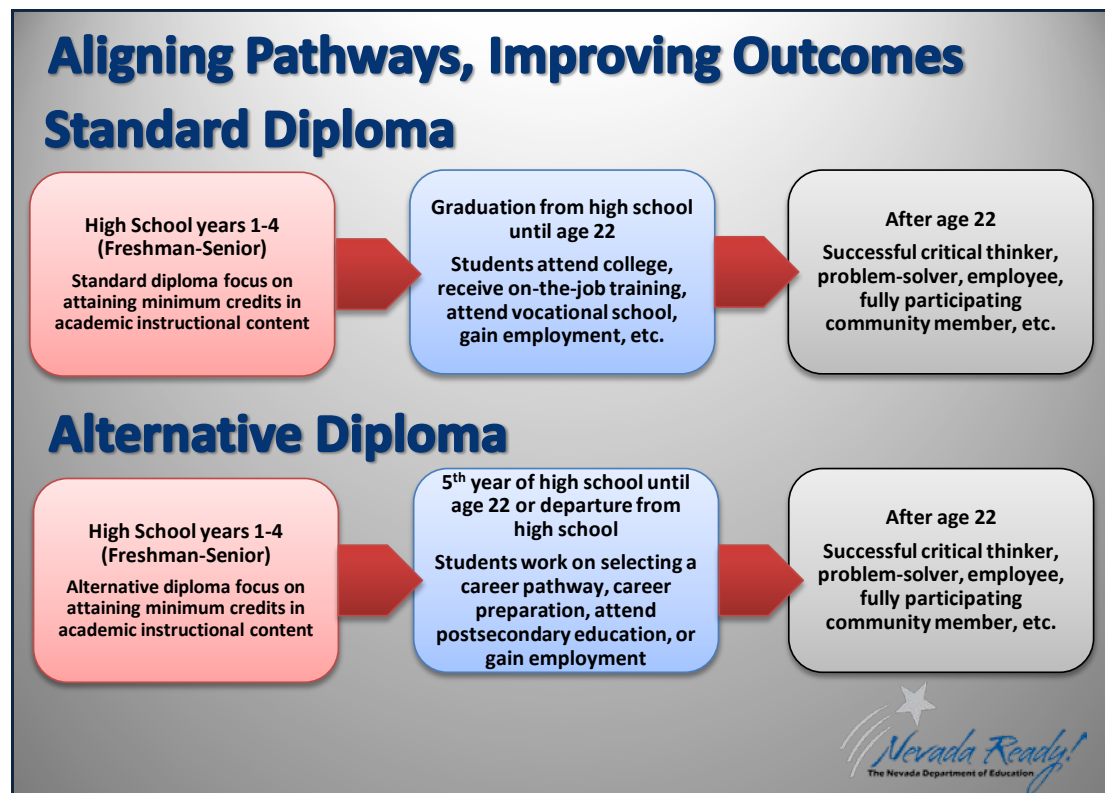 Aligning Pathways, Improving Outcomes
Standard Diploma
High School years 1-4
(Freshman-Senior)
Standard diploma focus on
attaining minimum credits in
academic instructional content
Graduation from high school
until age 22
Students attend college,
receive on-the-job training,
attend vocational school,
gain employment, etc.
After age 22
Successful critical thinker,
problem-solver, employee,
fully participating
community member, etc.
Alternative Diploma
High School years 1-4
(Freshman-Senior)
Alternative diploma focus on
attaining minimum credits in
academic instructional content
5th year of high school until
age 22 or departure from
high school
Students work on selecting a
career pathway, career
preparation, attend
postsecondary education, or
gain employment
After age 22
Successful critical thinker,
problem-solver, employee,
fully participating
community member, etc.
Nevada Ready!
The Nevada Department of Education